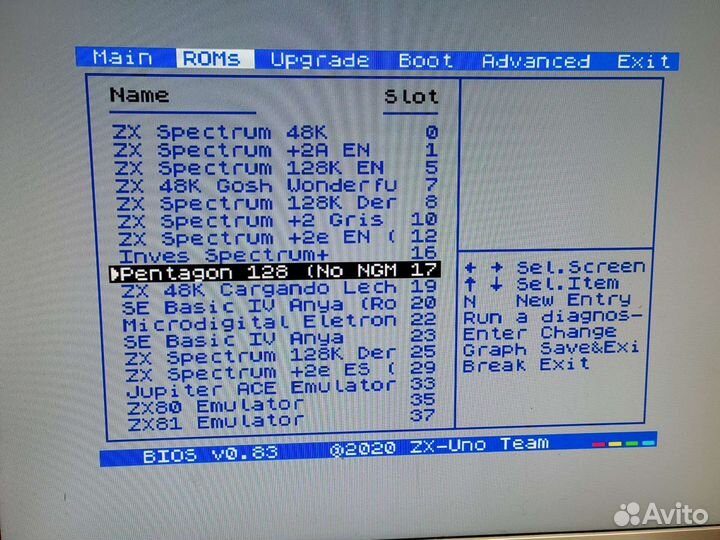 Main ROMs Upgrade Boot Advanced Exit
Name Slot
ZX Spectrum 48K 0
ZX Spectrum +2A EN 1
ZX Spectrum 128K EN 5
ZX 48K Gosh Wonderfu 7
ZX Spectrum 128K Der 8
ZX Spectrum +2 Gris 10
ZX Spectrum +2e EN ( 12
Inves Spectrum+ 16
Pentagon 128 (No NGM 17
ZX 48K Cargando Lech 19
SE Basic IV Anya (Ro 20
Microdigital Eletron 22
SE Basic IV Anya 23
ZX Spectrum 128K Der 25
ZX Spectrum +2e ES ( 29
Jupiter ACE Emulator 33
ZX80 Emulator 35
ZX81 Emulator 37
← → Sel.Screen
↑ ↓ Sel.Item
N New Entry
Run a diagnos-
Enter Change
Graph Save&Exi
Break Exit
BIOS v0.83 ©2020 ZX-Uno Team
Avito